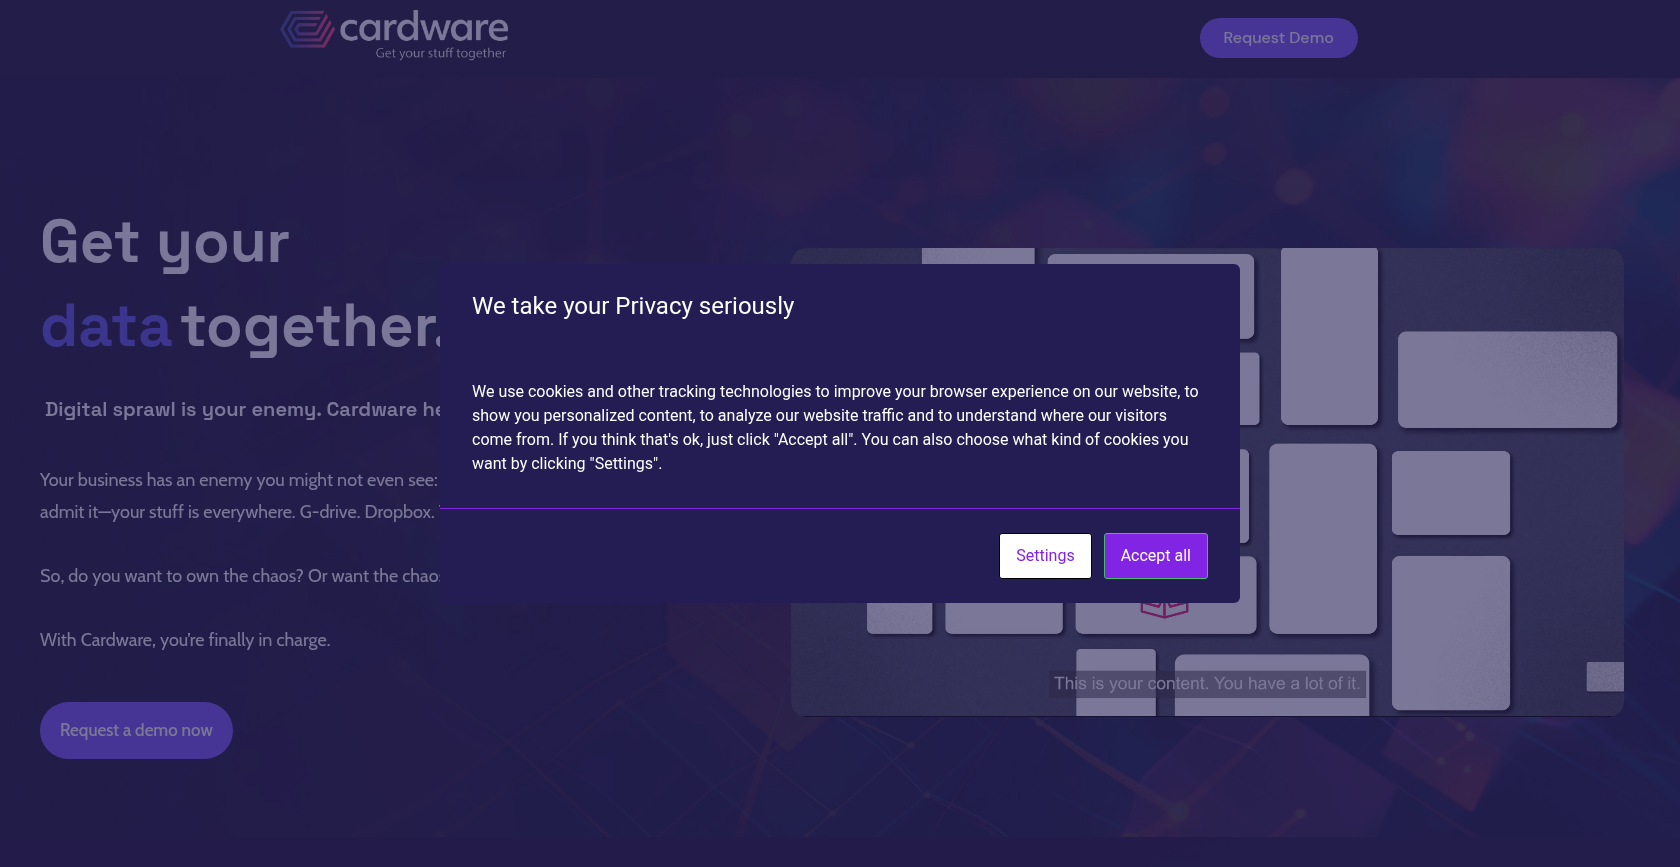 cardware
Get your stuff together
Request Demo
Get your
data together.
Digital sprawl is your enemy. Cardware he
Your business has an enemy you might not even see:
admit it—your stuff is everywhere. G-drive. Dropbox.
So, do you want to own the chaos? Or want the chaos
With Cardware, you're finally in charge.
Request a demo now
We take your Privacy seriously
We use cookies and other tracking technologies to improve your browser experience on our website, to
show you personalized content, to analyze our website traffic and to understand where our visitors
come from. If you think that's ok, just click "Accept all". You can also choose what kind of cookies you
want by clicking "Settings".
Settings
Accept all
This is your content. You have a lot of it.